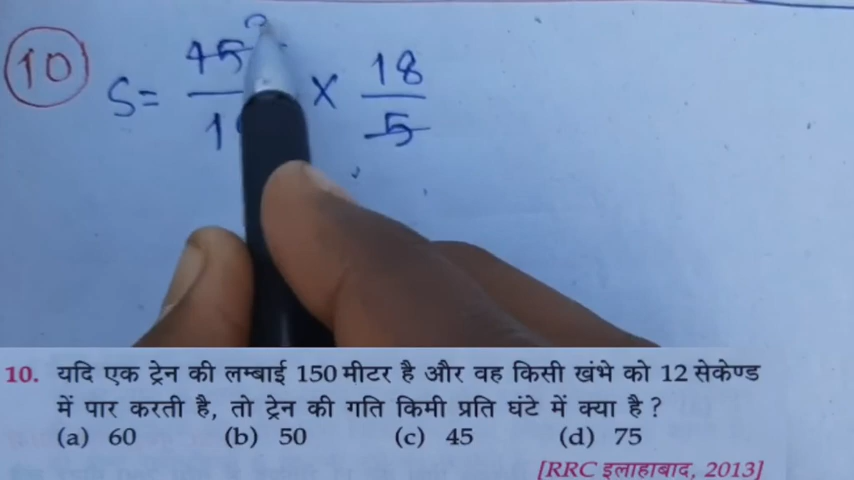 10 S= 45 × 18
5
10. यदि एक ट्रेन की लम्बाई 150 मीटर है और वह किसी खंभे को 12 सेकेण्ड
में पार करती है, तो ट्रेन की गति किमी प्रति घंटे में क्या है ?
(a) 60 (b) 50 (c) 45 (d) 75
[RRC इलाहाबाद, 2013]